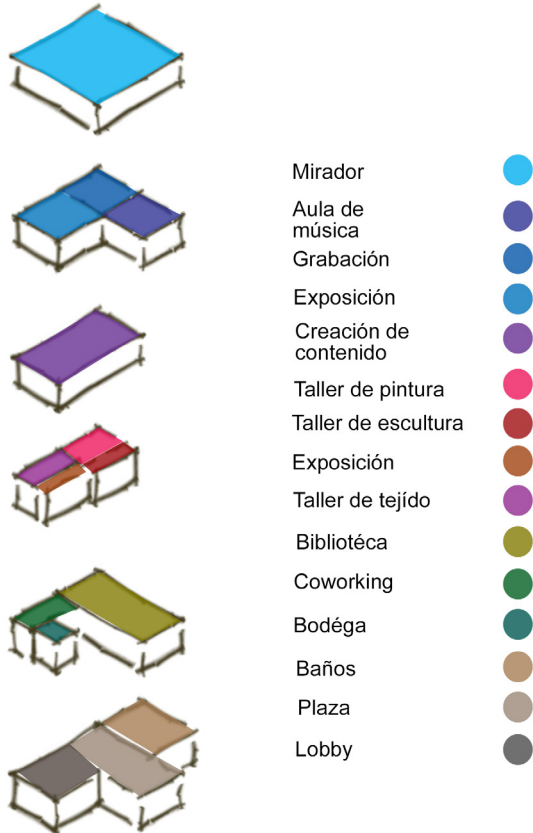 Mirador
Aula de
música
Grabación
Exposición
Creación de
contenido
Taller de pintura
Taller de escultura
Exposición
Taller de tejído
Bibliotéca
Coworking
Bodéga
Baños
Plaza
Lobby